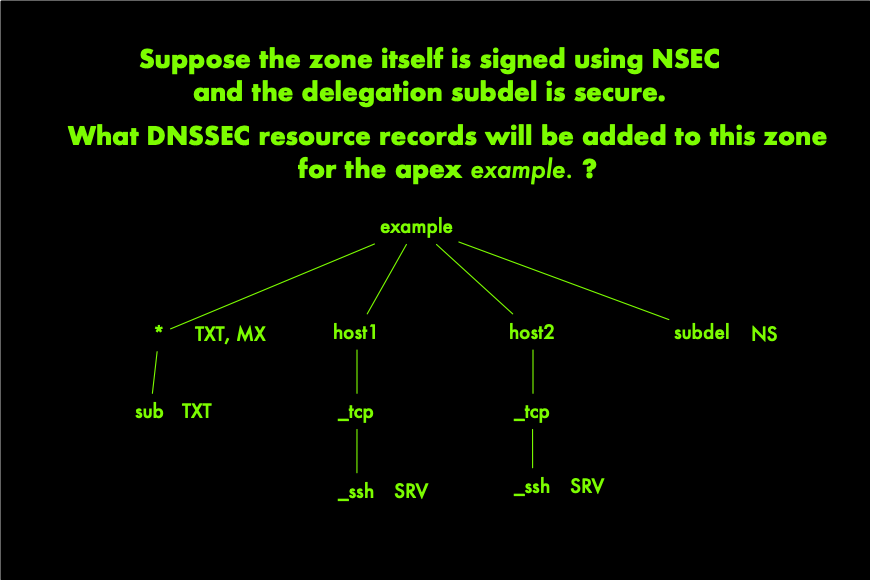 Suppose the zone itself is signed using NSEC
and the delegation subdel is secure.
What DNSSEC resource records will be added to this zone
for the apex example. ?
example
* TXT, MX host1 host2 subdel NS
sub TXT _tcp _tcp
_ssh SRV _ssh SRV